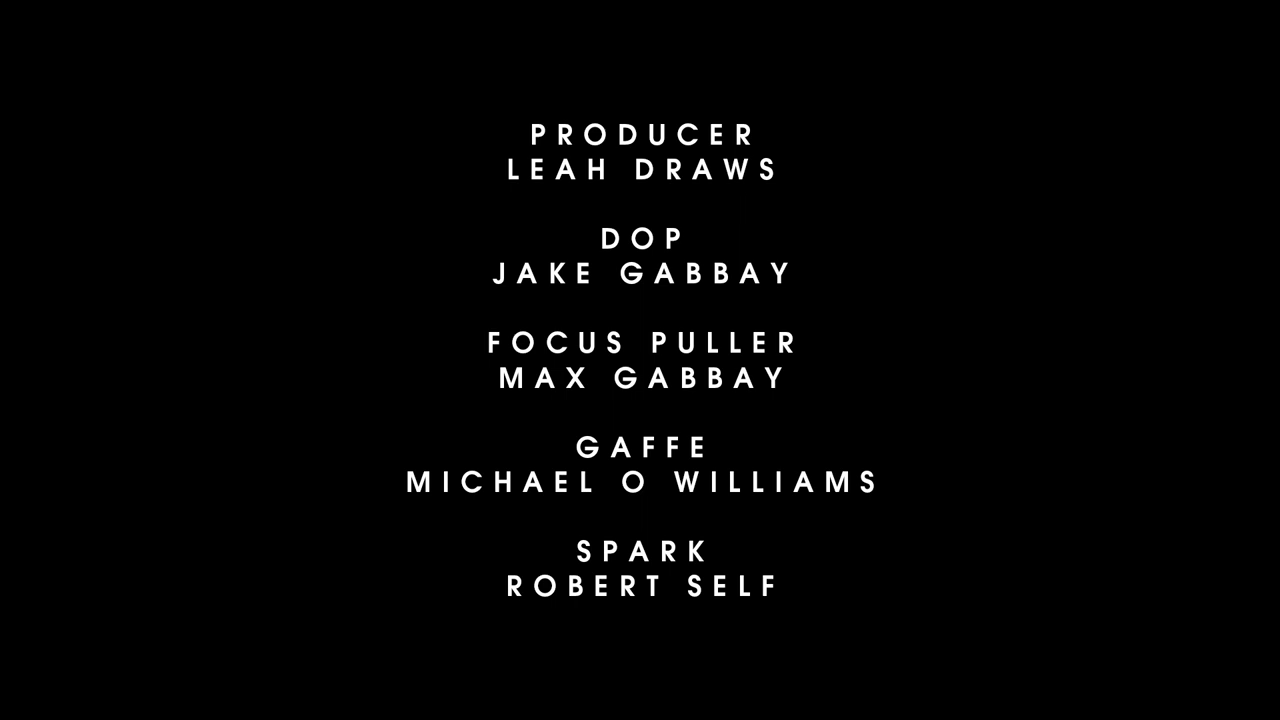 PRODUCER
LEAH DRAWS
DOP
JAKE GABBAY
FOCUS PULLER
MAX GABBAY
GAFFE
MICHAEL O WILLIAMS
SPARK
ROBERT SELF